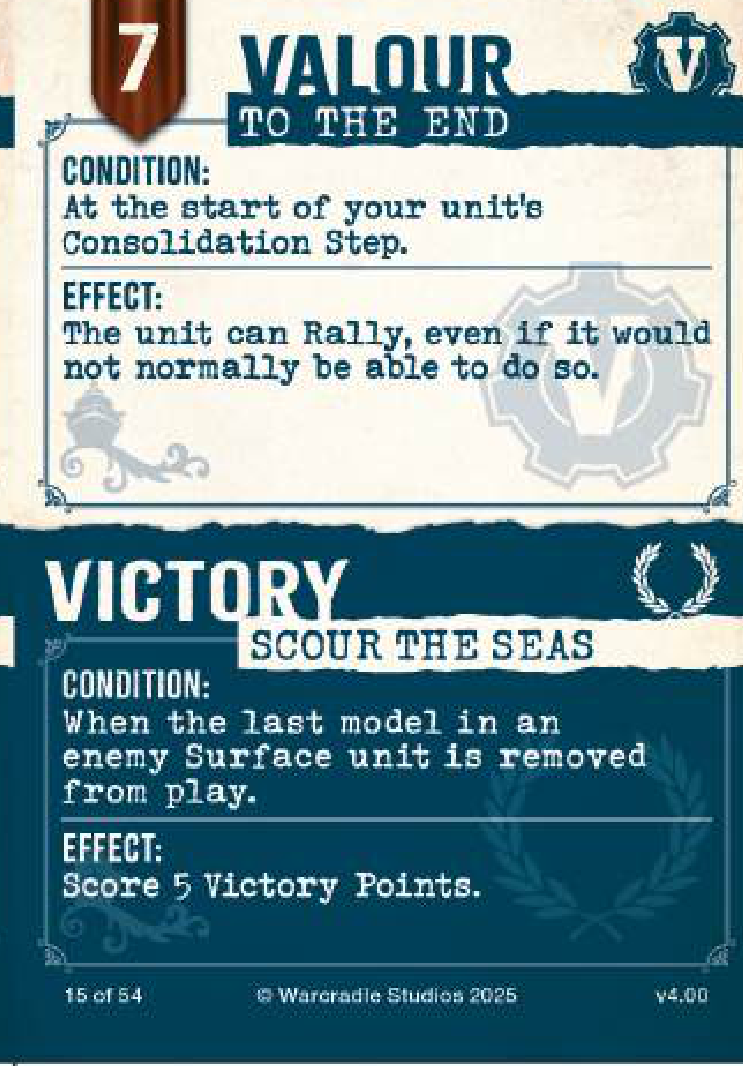 7
VALOUR
V
TO THE END
CONDITION:
At the start of your unit's
Consolidation Step.
EFFECT:
The unit can Rally, even if it would
not normally be able to do so.
VICTORY
SCOUR THE SEAS
CONDITION:
When the last model in an
enemy Surface unit is removed
from play.
EFFECT:
Score 5 Victory Points.
15 of 54 © Warcradle Studios 2025 v4.00